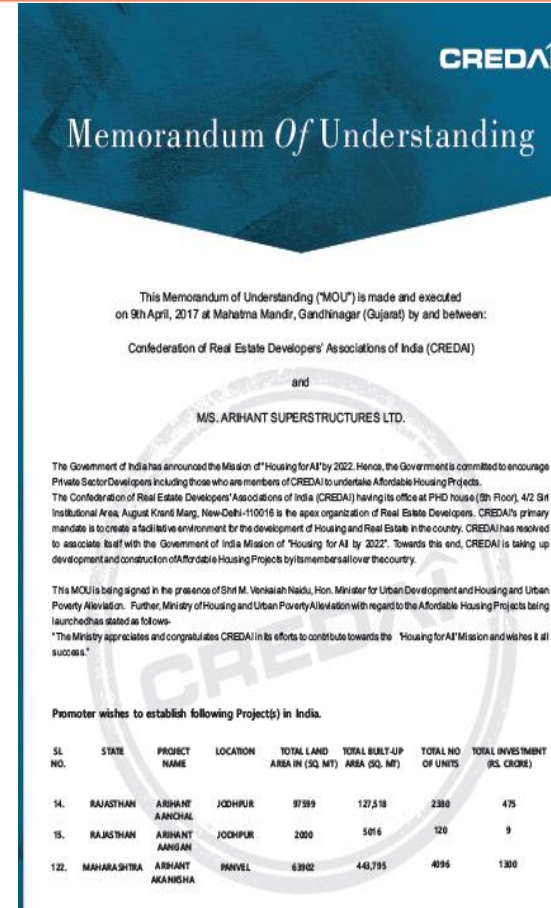 CREDAI
Memorandum Of Understanding
This Memorandum of Understanding ("MOU") is made and executed
on 9th April, 2017 at Mahatma Mandir, Gandhinagar (Gujarat) by and between:
Confederation of Real Estate Developers' Associations of India (CREDAI)
and
M/S. ARIHANT SUPERSTRUCTURES LTD.
The Government of India has announced the Mission of "Housing for All" by 2022. Hence, the Government is committed to encourage
Private Sector Developers including those who are members of CREDAI to undertake Affordable Housing Projects.
The Confederation of Real Estate Developers' Associations of India (CREDAI) having its office at PHD house (5th Floor), 4/2 Siri
Institutional Area, August Kranti Marg, New-Delhi-110016 is the apex organization of Real Estate Developers. CREDAI's primary
mandate is to create a facilitative environment for the development of Housing and Real Estate in the country. CREDAI has resolved
to associate itself with the Government of India Mission of "Housing for All by 2022". Towards this end, CREDAI is taking up
development and construction of Affordable Housing Projects by its members all over the country.
This MOU is being signed in the presence of Shri M. Venkaiah Naidu, Hon. Minister for Urban Development and Housing and Urban
Poverty Alleviation. Further, Ministry of Housing and Urban Poverty Alleviation with regard to the Affordable Housing Projects being
launched has stated as follows-
"The Ministry appreciates and congratulates CREDAI in its efforts to contribute towards the "Housing for All" Mission and wishes it all
success."
CREDAI
Promoter wishes to establish following Project(s) in India.
SL NO. STATE PROJECT NAME LOCATION TOTAL LAND AREA IN (SQ. MT) TOTAL BUILT-UP AREA (SQ. MT) TOTAL NO OF UNITS TOTAL INVESTMENT (RS. CRORE)
14. RAJASTHAN ARIHANT AANCHAL JODHPUR 97599 127,518 2380 475
15. RAJASTHAN ARIHANT AANGAN JODHPUR 2000 5016 120 9
122. MAHARASHTRA ARIHANT AKANKSHA PANVEL 63902 443,795 4096 1300